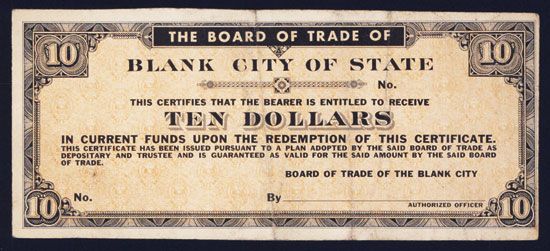 10 THE BOARD OF TRADE OF 10
BLANK CITY OF STATE
No.
THIS CERTIFIES THAT THE BEARER IS ENTITLED TO RECEIVE
TEN DOLLARS
IN CURRENT FUNDS UPON THE REDEMPTION OF THIS CERTIFICATE.
THIS CERTIFICATE HAS BEEN ISSUED PURSUANT TO A PLAN ADOPTED BY THE SAID BOARD OF TRADE AS
DEPOSITARY AND TRUSTEE AND IS GUARANTEED AS VALID FOR THE SAID AMOUNT BY THE SAID BOARD
OF TRADE.
BOARD OF TRADE OF THE BLANK CITY
No. By
10 AUTHORIZED OFFICER 10